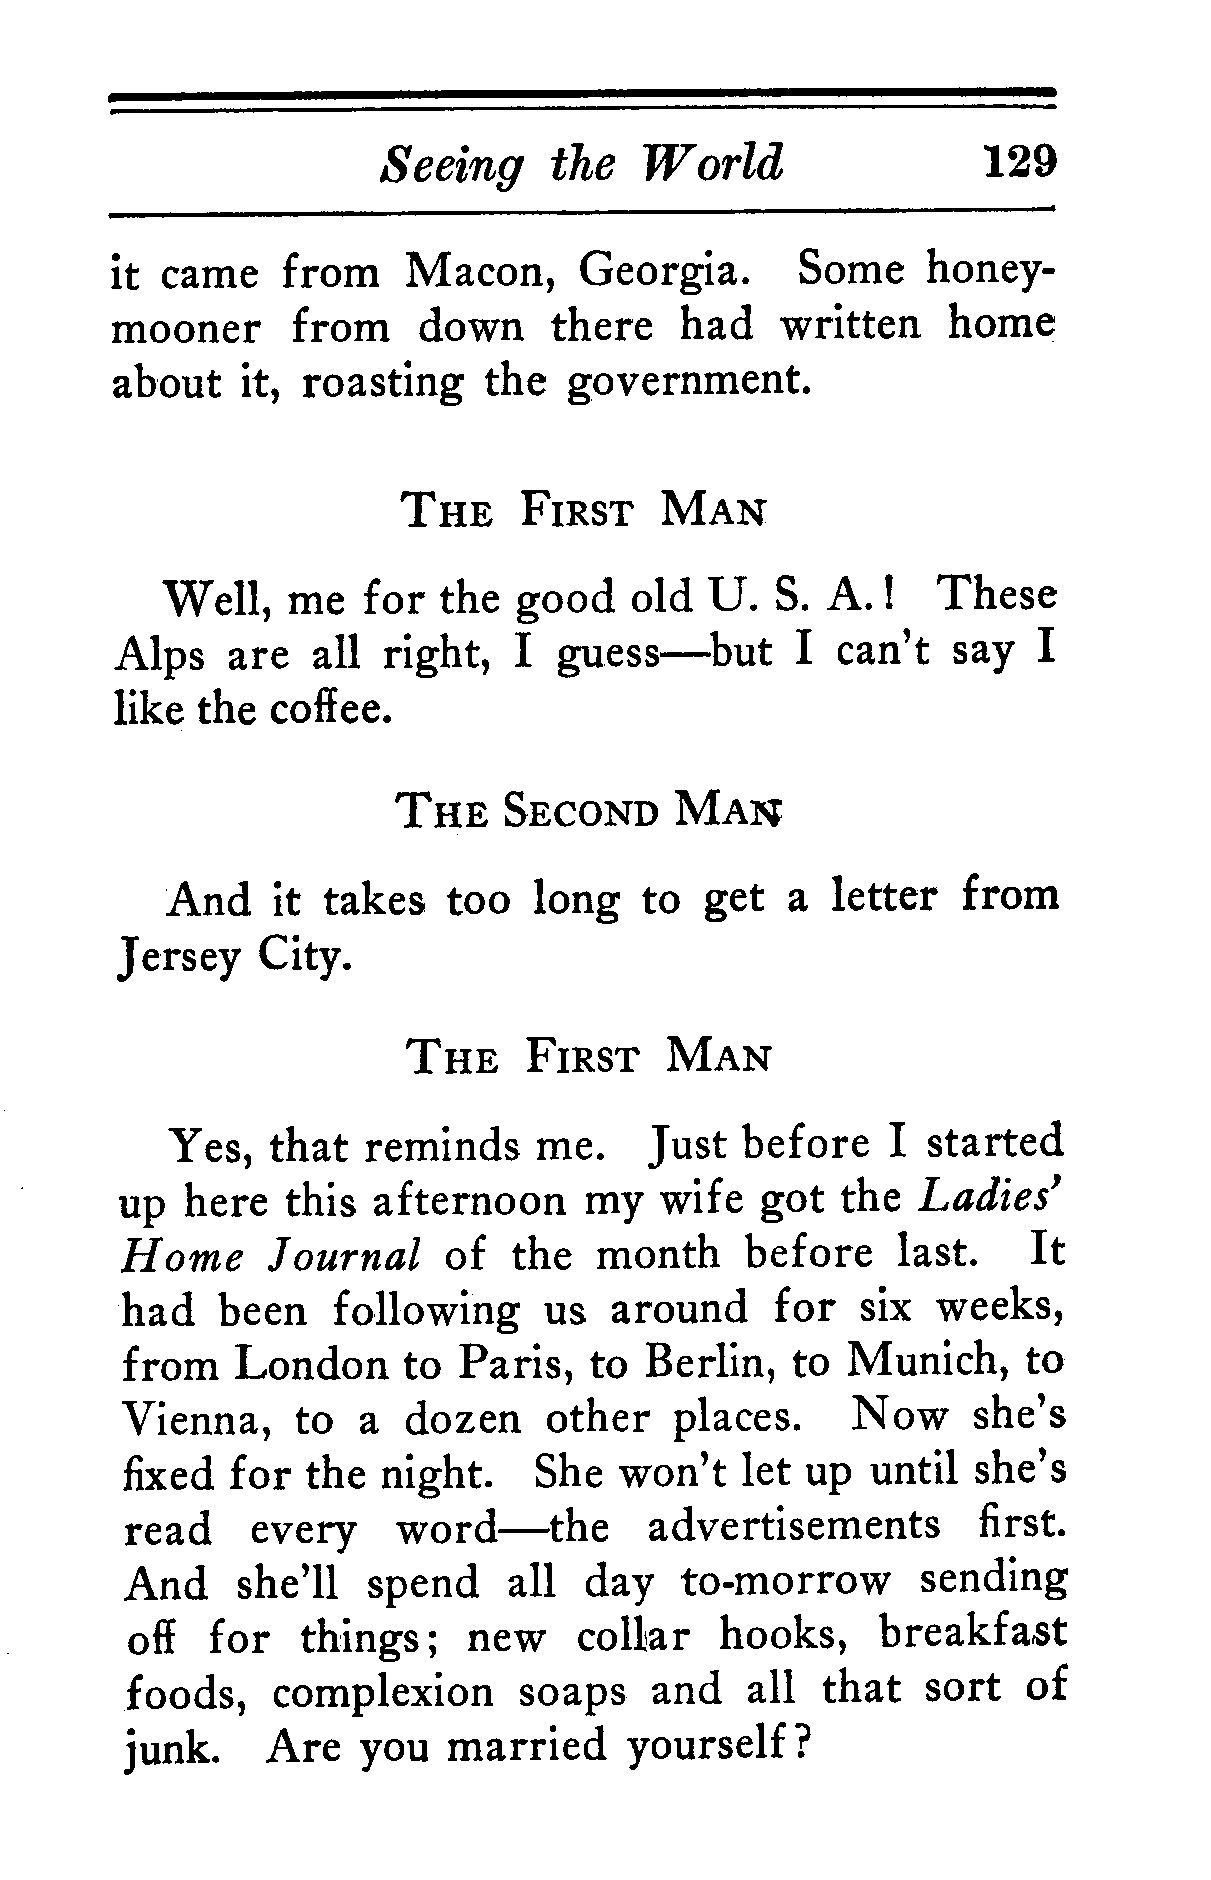 Seeing the World 129
it came from Macon, Georgia. Some honey-
mooner from down there had written home
about it, roasting the government.
THE FIRST MAN
Well, me for the good old U. S. A.! These
Alps are all right, I guess—but I can't say I
like the coffee.
THE SECOND MAN
And it takes too long to get a letter from
Jersey City.
THE FIRST MAN
Yes, that reminds me. Just before I started
up here this afternoon my wife got the Ladies'
Home Journal of the month before last. It
had been following us around for six weeks,
from London to Paris, to Berlin, to Munich, to
Vienna, to a dozen other places. Now she's
fixed for the night. She won't let up until she's
read every word—the advertisements first.
And she'll spend all day to-morrow sending
off for things; new collar hooks, breakfast
foods, complexion soaps and all that sort of
junk. Are you married yourself?